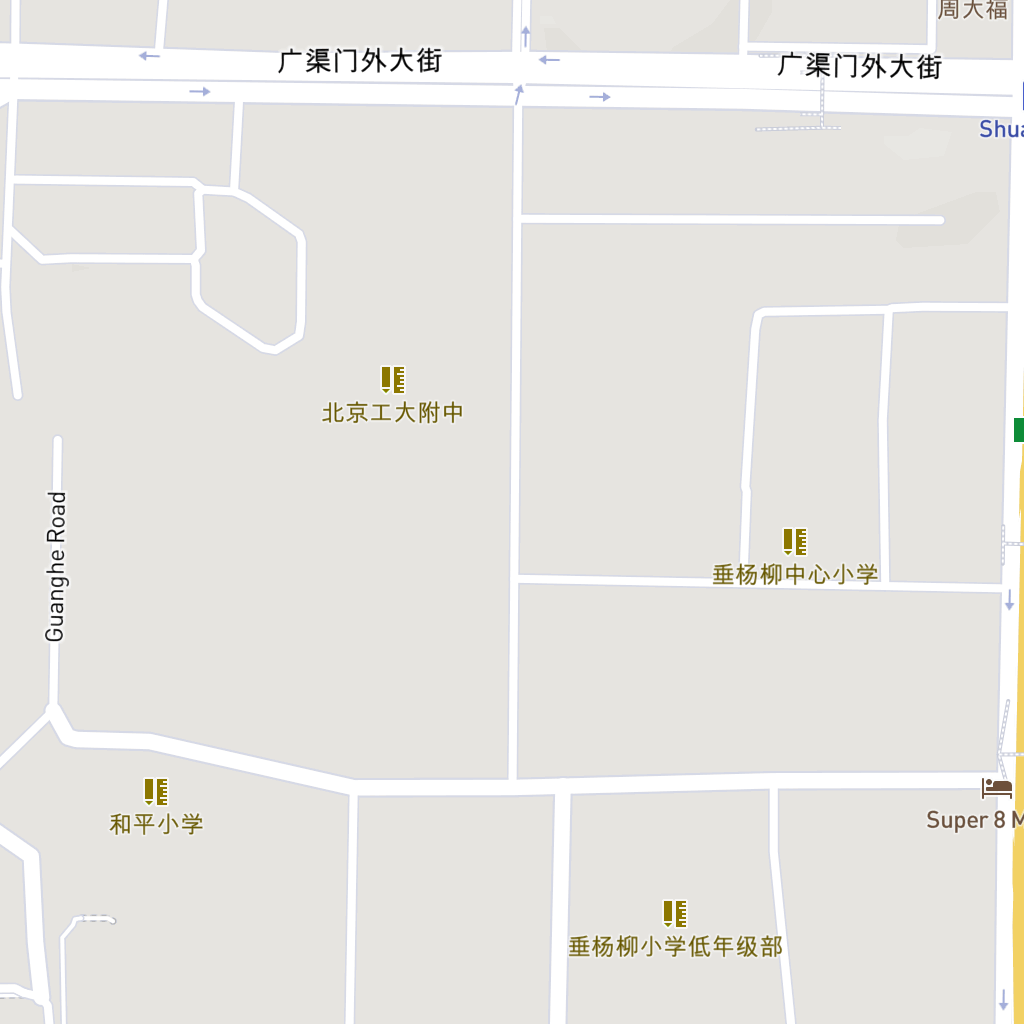 周大福
广渠门外大街
广渠门外大街
Shua
北京工大附中
Guanghe Road
垂杨柳中心小学
和平小学
Super 8 M
垂杨柳小学低年级部